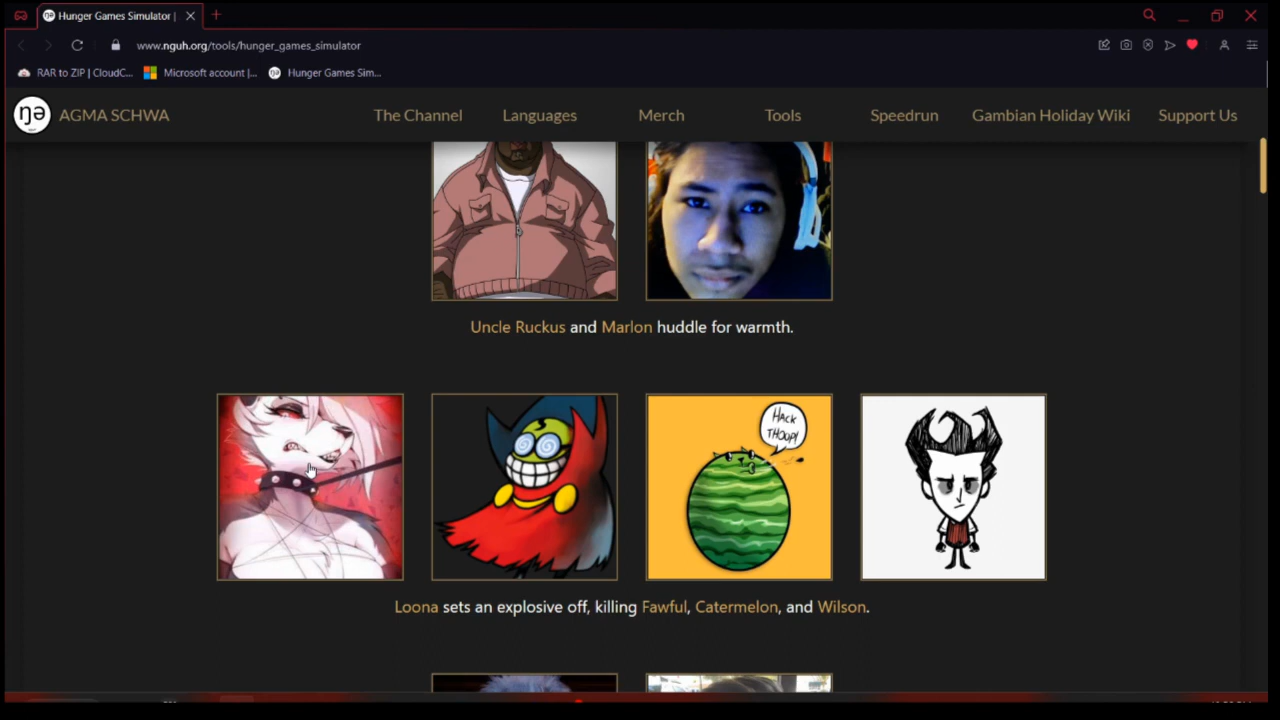 Hunger Games Simulator |
www.nguh.org/tools/hunger_games_simulator
RAR to ZIP | CloudC... Microsoft account |... Hunger Games Sim...
ŋə AGMA SCHWA The Channel Languages Merch Tools Speedrun Gambian Holiday Wiki Support Us
Uncle Ruckus and Marlon huddle for warmth.
HACK
THOOP!
Loona sets an explosive off, killing Fawful, Catermelon, and Wilson.